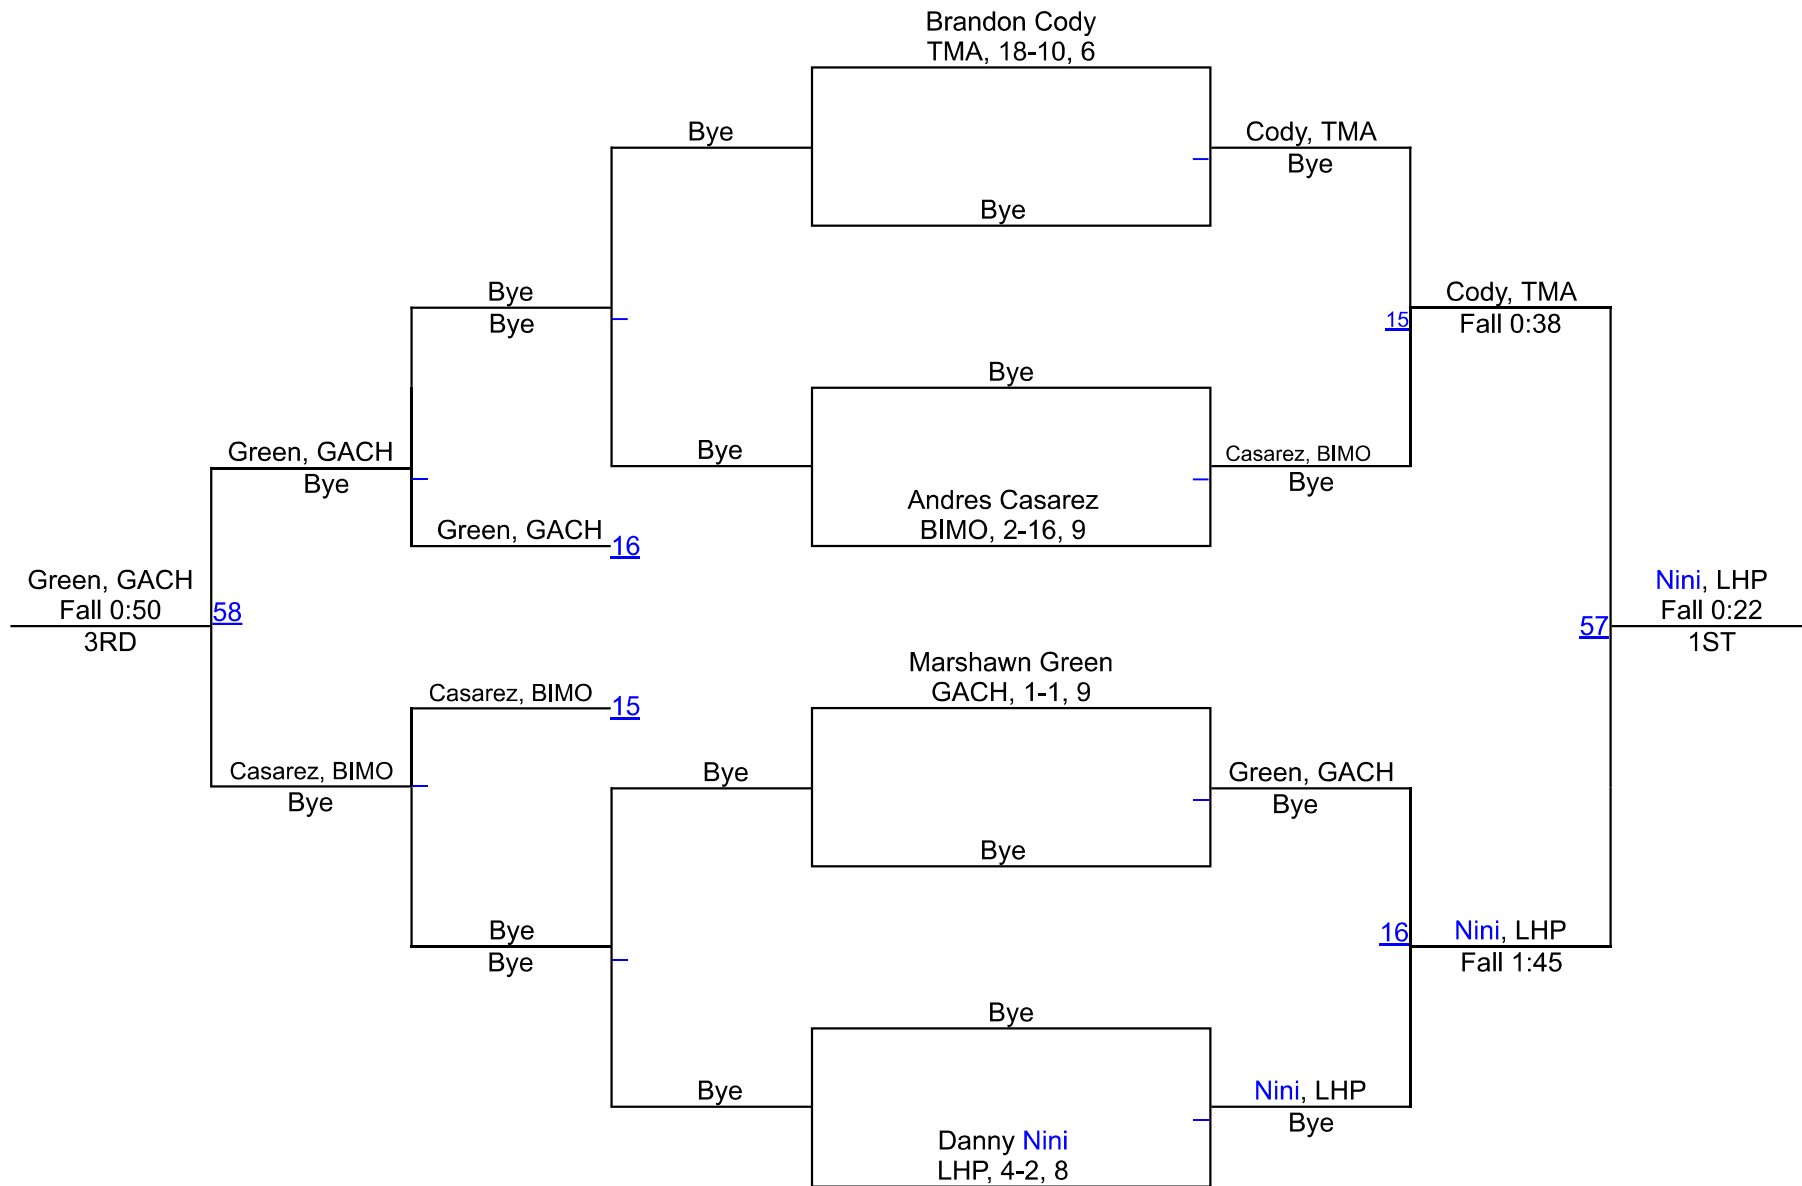 Brandon Cody
TMA, 18-10, 6
Bye
Cody, TMA
Bye
Bye
Bye
Bye
Cody, TMA
15
Fall 0:38
Bye
Green, GACH
Bye
Bye
Casarez, BIMO
Bye
Andres Casarez
BIMO, 2-16, 9
Green, GACH
16
Green, GACH
Fall 0:50
58
3RD
Nini, LHP
Fall 0:22
57
1ST
Marshawn Green
GACH, 1-1, 9
Casarez, BIMO
15
Casarez, BIMO
Bye
Bye
Green, GACH
Bye
Bye
Bye
Bye
16
Nini, LHP
Fall 1:45
Bye
Bye
Nini, LHP
Bye
Danny Nini
LHP, 4-2, 8